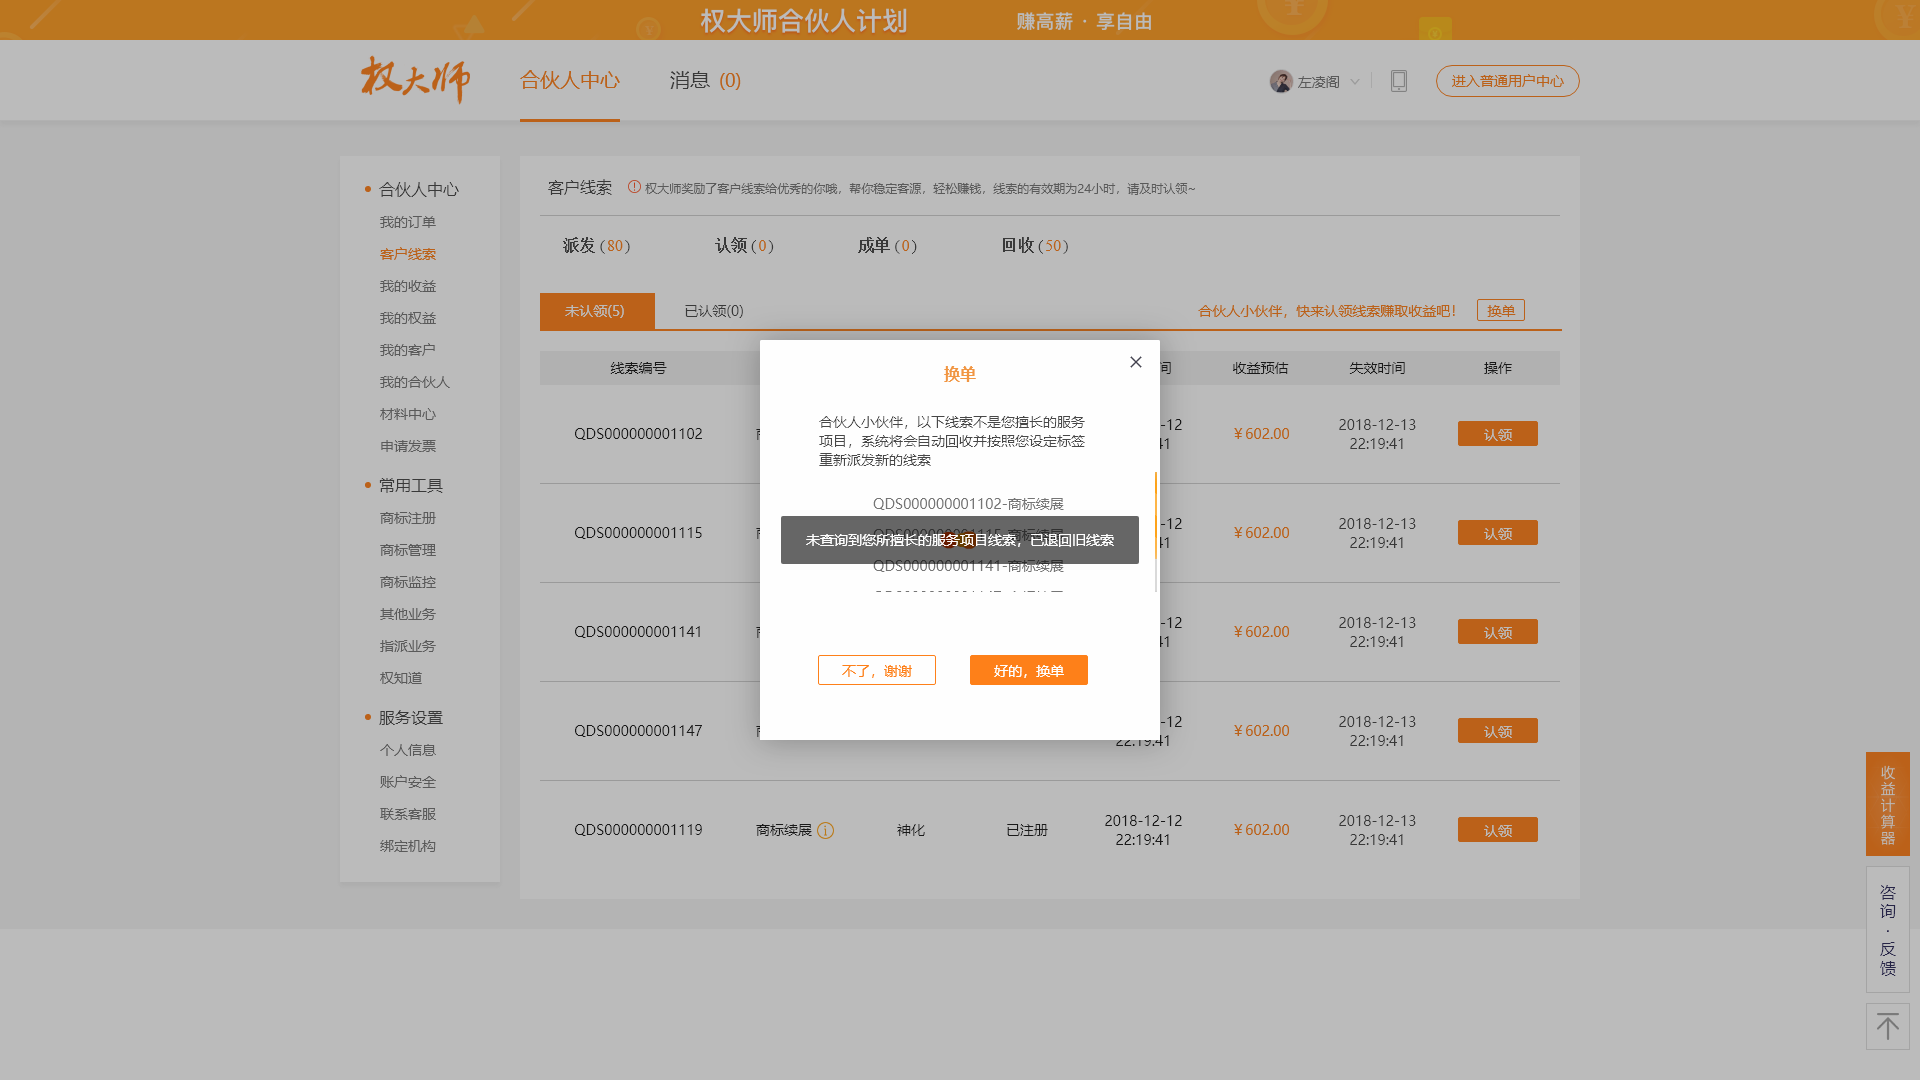 权大师合伙人计划
赚高薪 · 享自由
权大师
合伙人中心
消息 (0)
左凌阁
进入普通用户中心
合伙人中心
我的订单
客户线索
我的收益
我的权益
我的客户
我的合伙人
材料中心
申请发票
常用工具
商标注册
商标管理
商标监控
其他业务
指派业务
权知道
服务设置
个人信息
账户安全
联系客服
绑定机构
客户线索 权大师奖励了客户线索给优秀的你哦，帮你稳定客源，轻松赚钱，线索的有效期为24小时，请及时认领~
派发 (80) 认领 (0) 成单 (0) 回收 (50)
未认领(5) 已认领(0) 合伙人小伙伴，快来认领线索赚取收益吧！ 换单
线索编号 间 收益预估 失效时间 操作
QDS000000001102 -12 41 ￥602.00 2018-12-13 22:19:41 认领
QDS000000001115 -12 41 ￥602.00 2018-12-13 22:19:41 认领
QDS000000001141 -12 41 ￥602.00 2018-12-13 22:19:41 认领
QDS000000001147 -12 22:19:41 ￥602.00 2018-12-13 22:19:41 认领
QDS000000001119 商标续展 神化 已注册 2018-12-12 22:19:41 ￥602.00 2018-12-13 22:19:41 认领
换单
合伙人小伙伴，以下线索不是您擅长的服务
项目，系统将会自动回收并按照您设定标签
重新派发新的线索
QDS000000001102-商标续展
QDS000000001115-商标续展
未查询到您所擅长的服务项目线索，已退回旧线索
QDS000000001141-商标续展
不了，谢谢
好的，换单
收益计算器
咨询·反馈